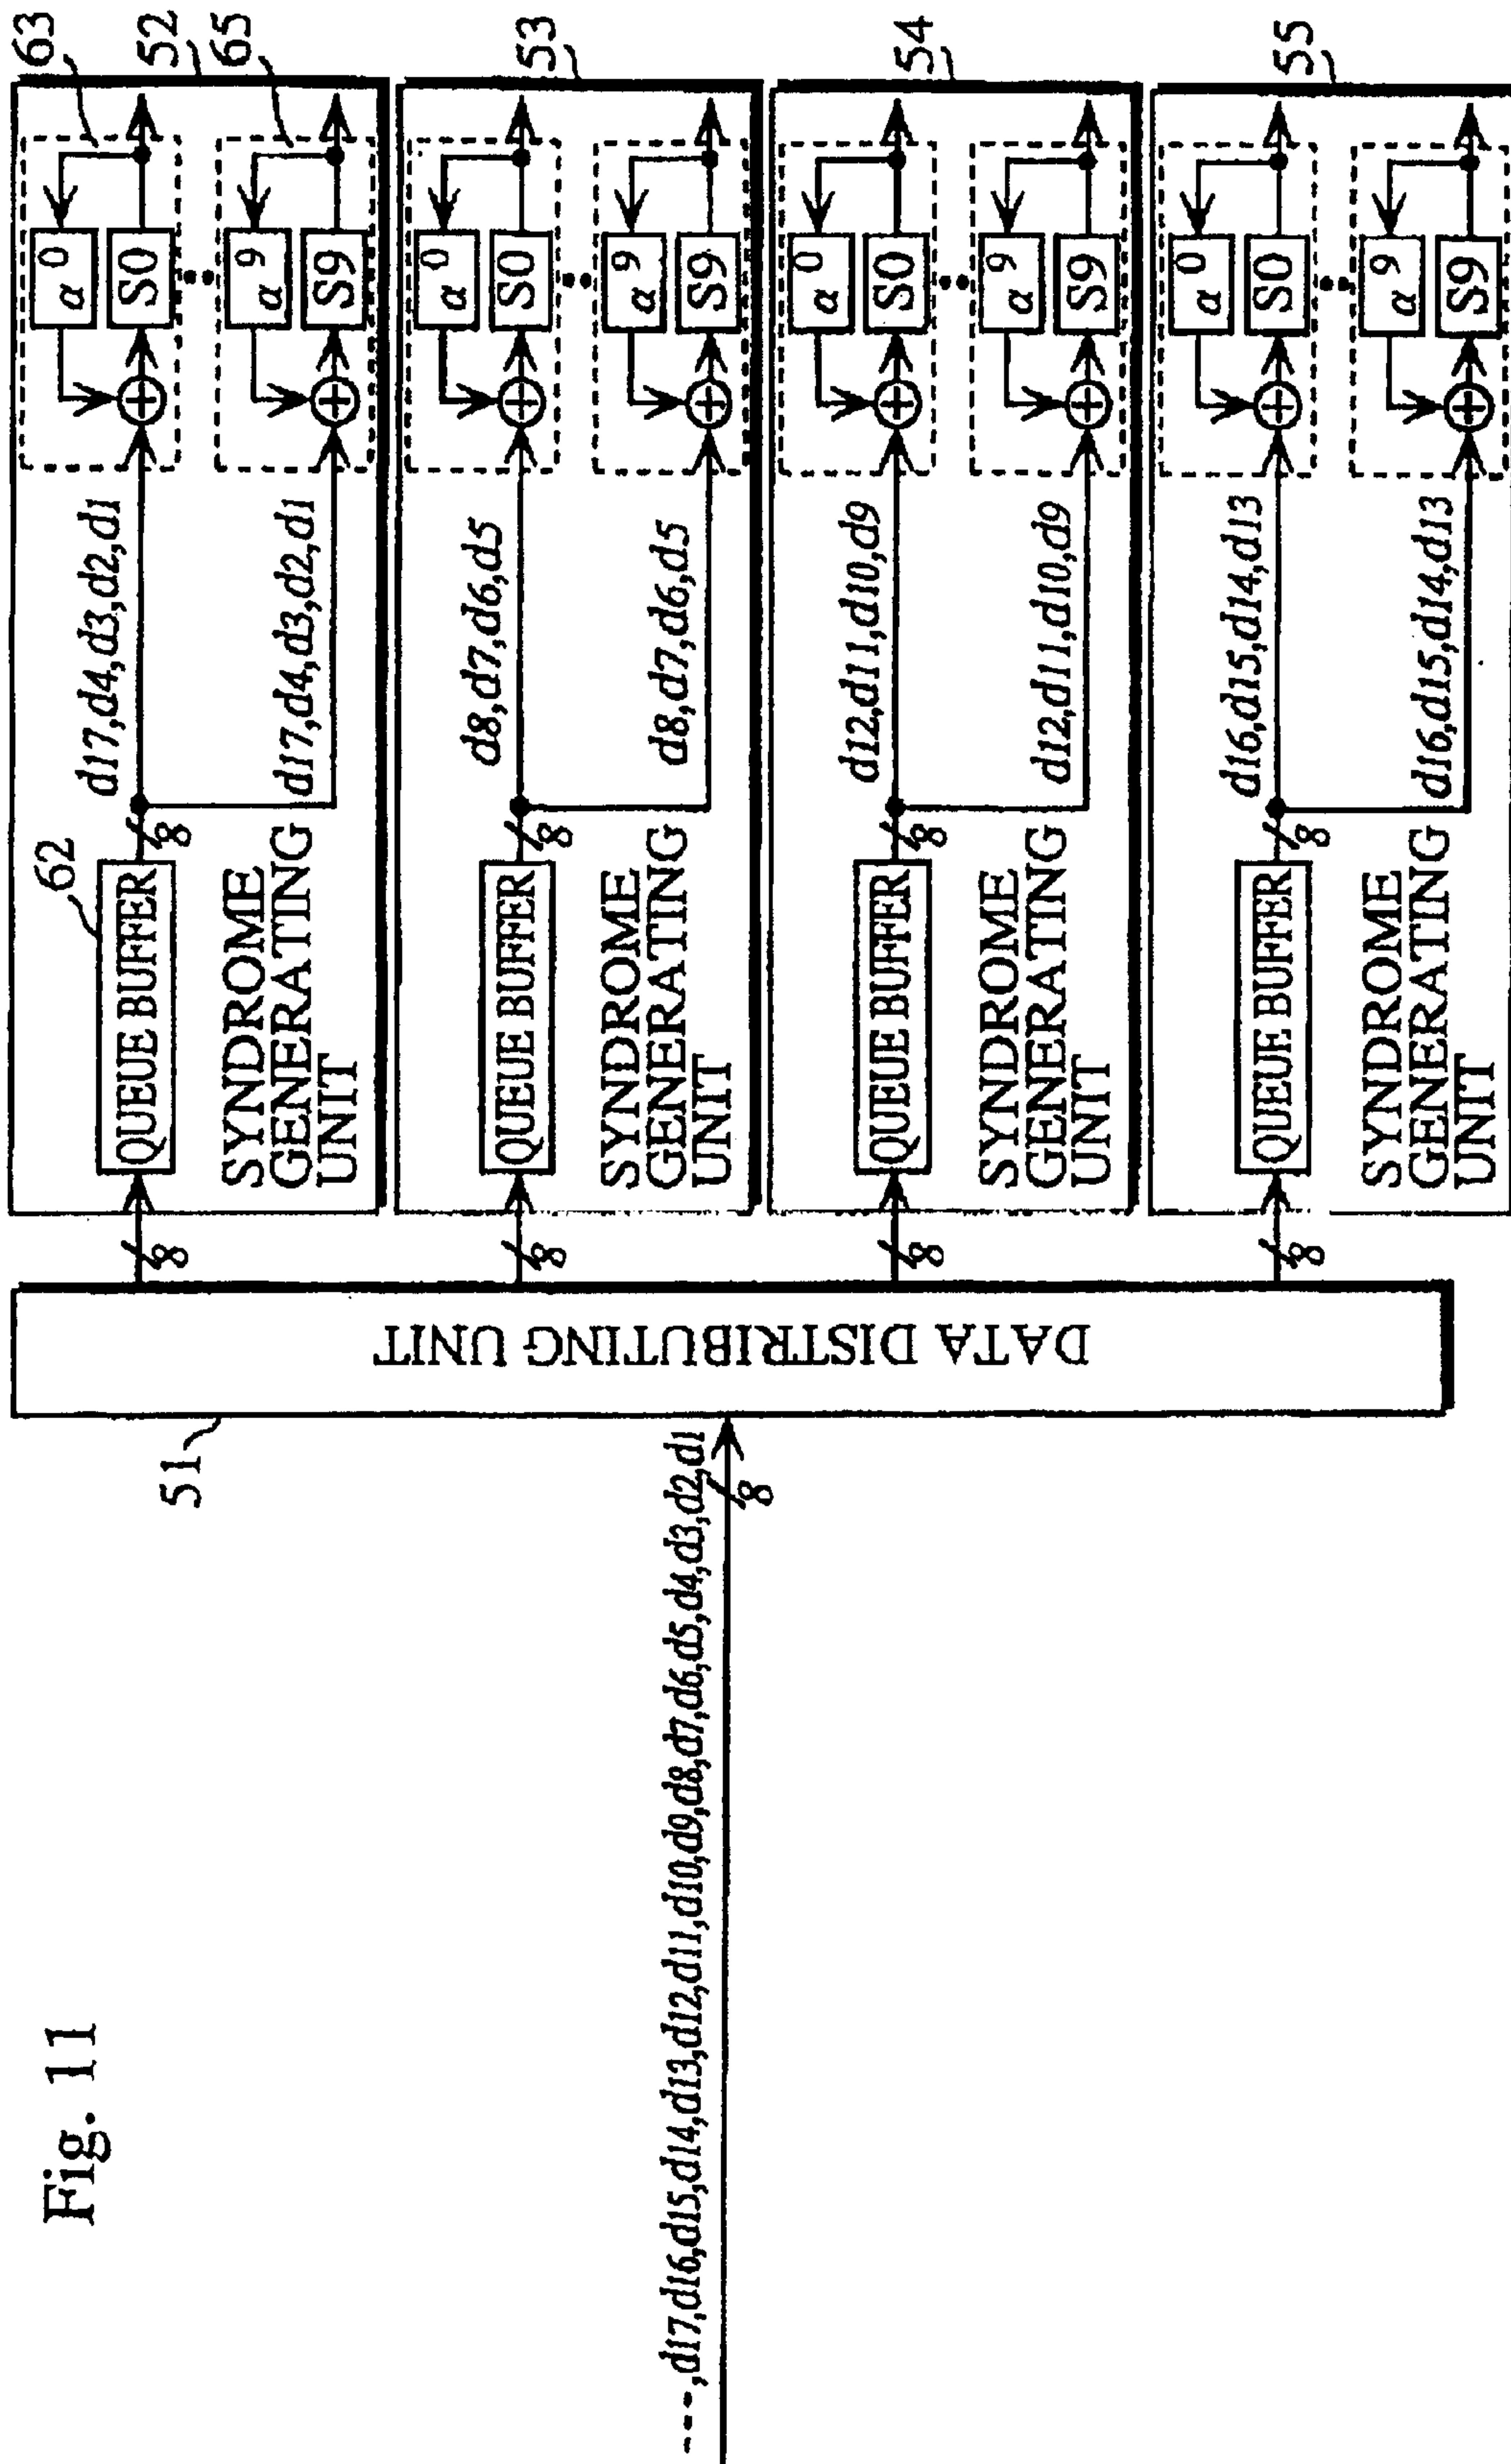 Fig. 11
---,d17,d16,d15,d14,d13,d12,d11,d10,d9,d8,d7,d6,d5,d4,d3,d2,d1
8
51
DATA DISTRIBUTING UNIT
8
62
QUEUE BUFFER
8
SYNDROME
GENERATING
UNIT
d17,d4,d3,d2,d1
d17,d4,d3,d2,d1
α0
S0
α9
S9
63
52
65
8
QUEUE BUFFER
8
SYNDROME
GENERATING
UNIT
d8,d7,d6,d5
d8,d7,d6,d5
α0
S0
α9
S9
53
8
QUEUE BUFFER
8
SYNDROME
GENERATING
UNIT
d12,d11,d10,d9
d12,d11,d10,d9
α0
S0
α9
S9
54
8
QUEUE BUFFER
8
SYNDROME
GENERATING
UNIT
d16,d15,d14,d13
d16,d15,d14,d13
α0
S0
α9
S9
55